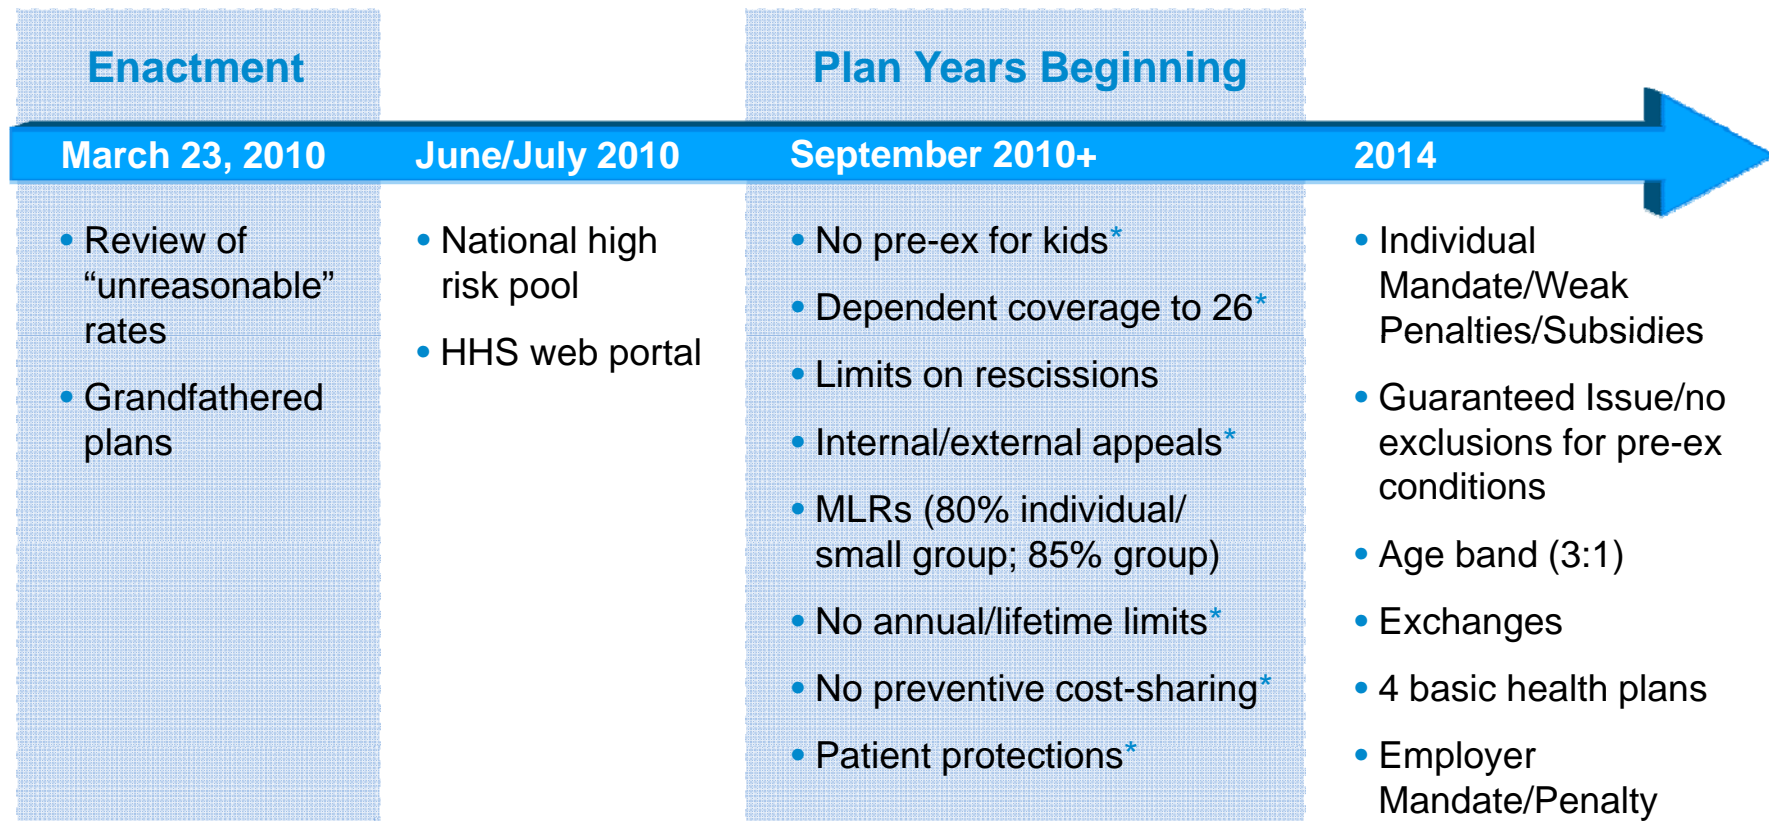 Enactment
Plan Years Beginning
March 23, 2010
June/July 2010
September 2010+
2014
• Review of
“unreasonable”
rates
• Grandfathered
plans
• National high
risk pool
• HHS web portal
• No pre-ex for kids*
• Dependent coverage to 26*
• Limits on rescissions
• Internal/external appeals*
• MLRs (80% individual/
small group; 85% group)
• No annual/lifetime limits*
• No preventive cost-sharing*
• Patient protections*
• Individual
Mandate/Weak
Penalties/Subsidies
• Guaranteed Issue/no
exclusions for pre-ex
conditions
• Age band (3:1)
• Exchanges
• 4 basic health plans
• Employer
Mandate/Penalty